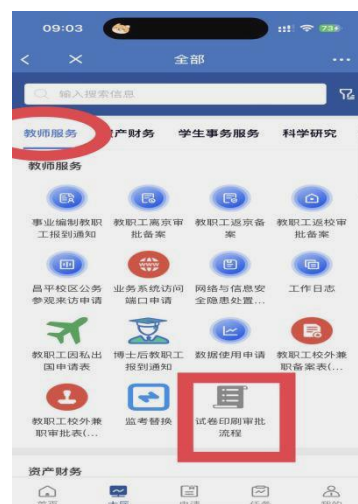 09:03
73
全部
输入搜索信息
教师服务 产财务 学生事务服务 科学研究
教师服务
事业编制教职 教职工离京审 教职工返京备 教职工返校审
工报到通知 批备案 案 批备案
昌平校区公务 业务系统访问 网络与信息安 工作日志
参观来访申请 端口申请 全隐患处置...
教职工因私出 博士后教职工 数据使用申请 教职工校外兼
国申请表 报到通知 职备案表(...
教职工校外兼 监考替换 试卷印刷审批
职审批表(... 流程
资产财务